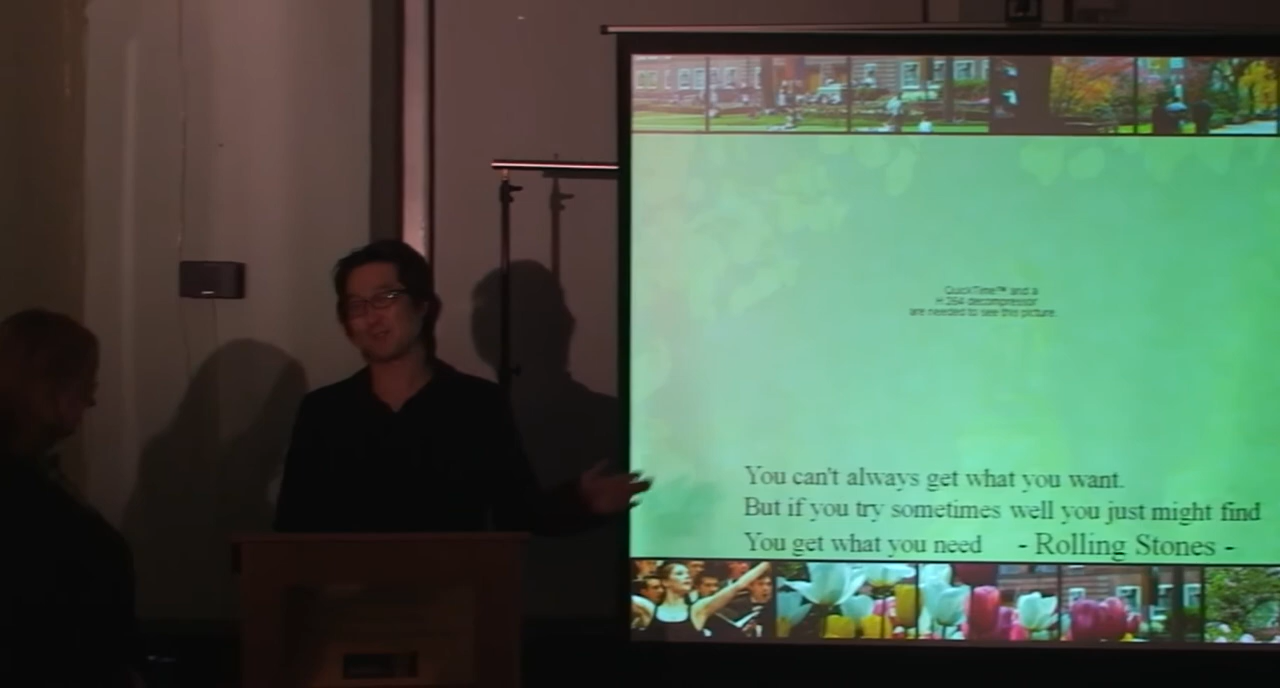 QuickTime™ and a
H.264 decompressor
are needed to see this picture.
You can't always get what you want.
But if you try sometimes well you just might find
You get what you need - Rolling Stones -